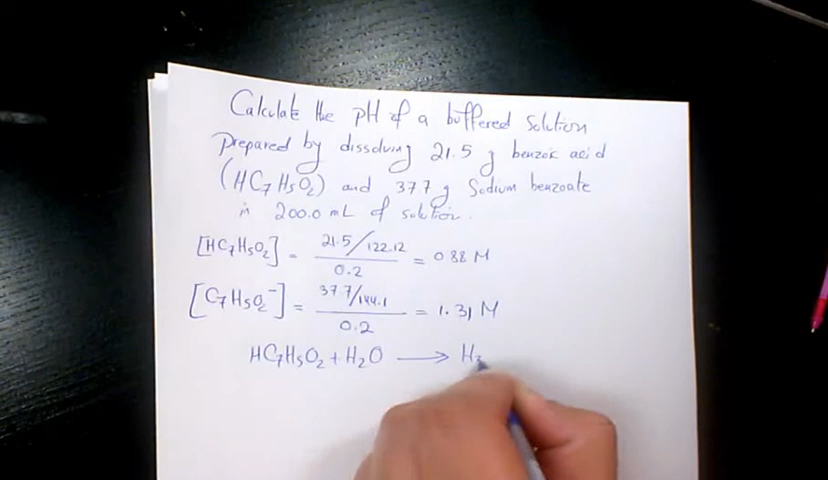 Calculate the pH of a buffered solution
prepared by dissolving 21.5 g benzoic acid
(HC7H5O2) and 37.7 g Sodium benzoate
in 200.0 mL of solution.
[HC7H5O2] = 21.5/122.12 / 0.2 = 0.88 M
[C7H5O2⁻] = 37.7/144.1 / 0.2 = 1.31 M
HC7H5O2 + H2O → H3